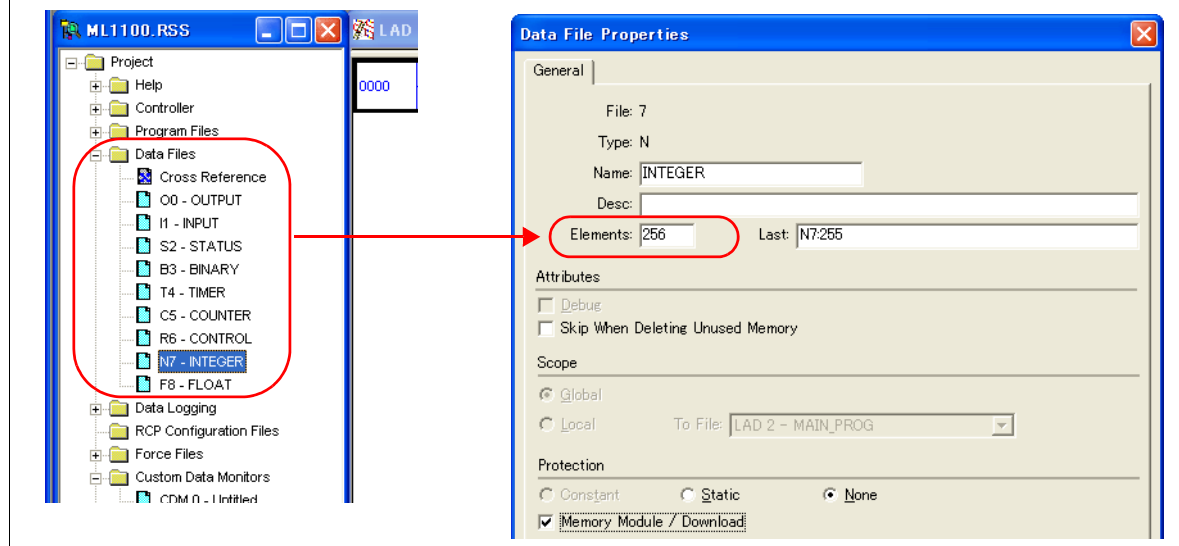 ML1100.RSS
LAD
0000
Project
Help
Controller
Program Files
Data Files
Cross Reference
O0 - OUTPUT
I1 - INPUT
S2 - STATUS
B3 - BINARY
T4 - TIMER
C5 - COUNTER
R6 - CONTROL
N7 - INTEGER
F8 - FLOAT
Data Logging
RCP Configuration Files
Force Files
Custom Data Monitors
CDM 0 - Untitled
Data File Properties
General
File: 7
Type: N
Name: INTEGER
Desc:
Elements: 256 Last: N7:255
Attributes
Debug
Skip When Deleting Unused Memory
Scope
Global
Local To File: LAD 2 - MAIN_PROG
Protection
Constant Static None
Memory Module / Download